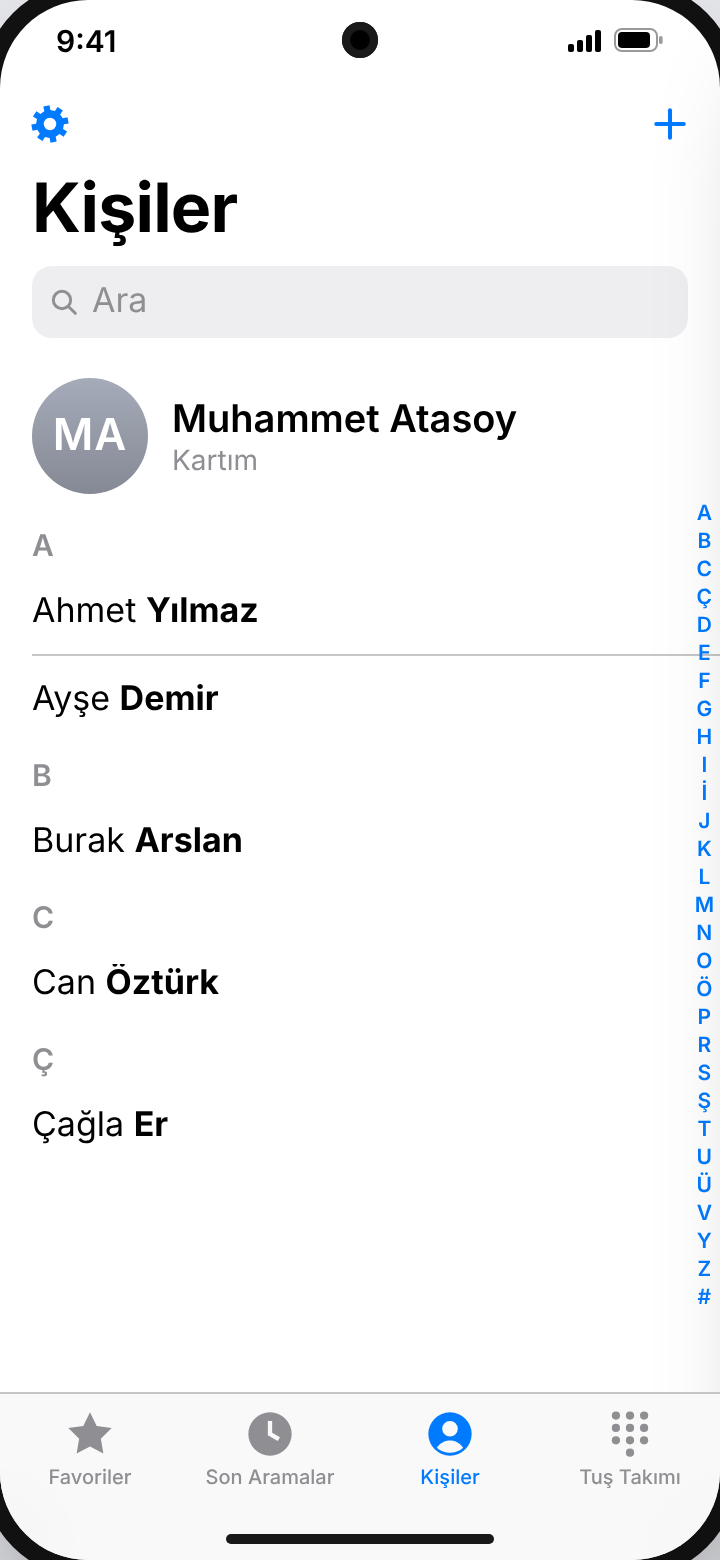 9:41
Kişiler
Ara
MA
Muhammet Atasoy
Kartım
A
Ahmet Yılmaz
Ayşe Demir
B
Burak Arslan
C
Can Öztürk
Ç
Çağla Er
A
B
C
Ç
D
E
F
G
H
I
İ
J
K
L
M
N
O
Ö
P
R
S
Ş
T
U
Ü
V
Y
Z
#
Favoriler
Son Aramalar
Kişiler
Tuş Takımı